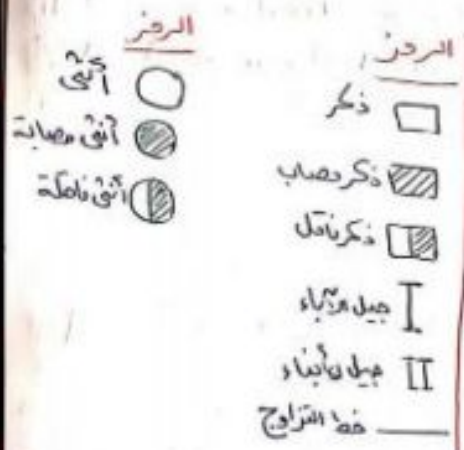 الرمز
ذكر
ذكر مصاب
ذكر ناقل
I جيل الآباء
II جيل الأبناء
خط التزاوج
الرمز
أنثى
أنثى مصابة
أنثى ناقلة